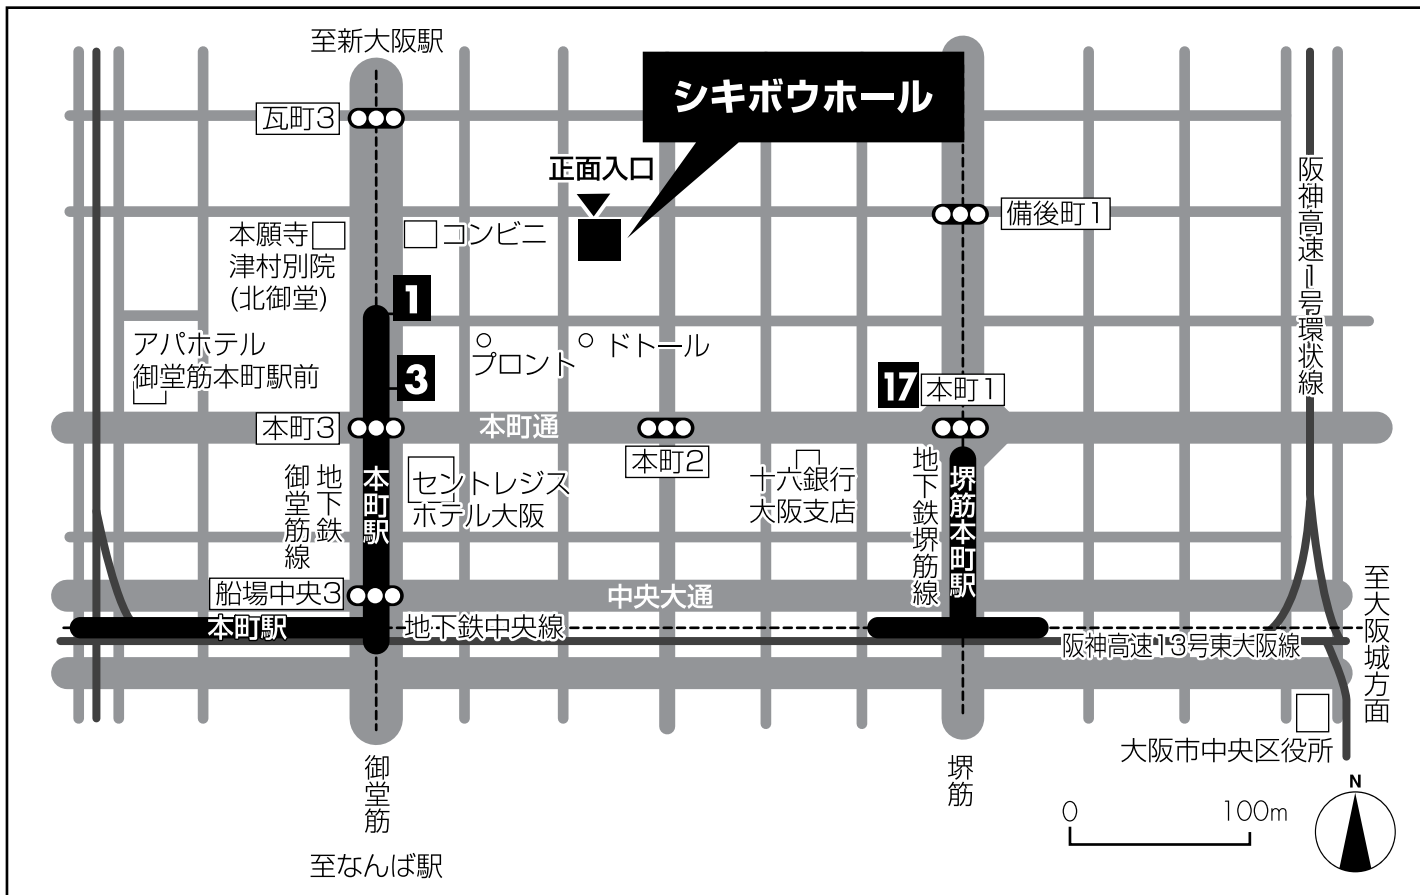 至新大阪駅
シキボウホール
瓦町3
正面入口
備後町1
阪神高速1号環状線
本願寺
津村別院
(北御堂)
コンビニ
1
アパホテル
御堂筋本町駅前
プロント
ドトール
3
17
本町1
本町3
本町通
本町2
地下鉄
御堂筋線
本町駅
セントレジス
ホテル大阪
十六銀行
大阪支店
地下鉄堺筋線
堺筋本町駅
船場中央3
中央大通
本町駅
地下鉄中央線
阪神高速13号東大阪線
至大阪城方面
大阪市中央区役所
御堂筋
堺筋
至なんば駅
0
100m
N